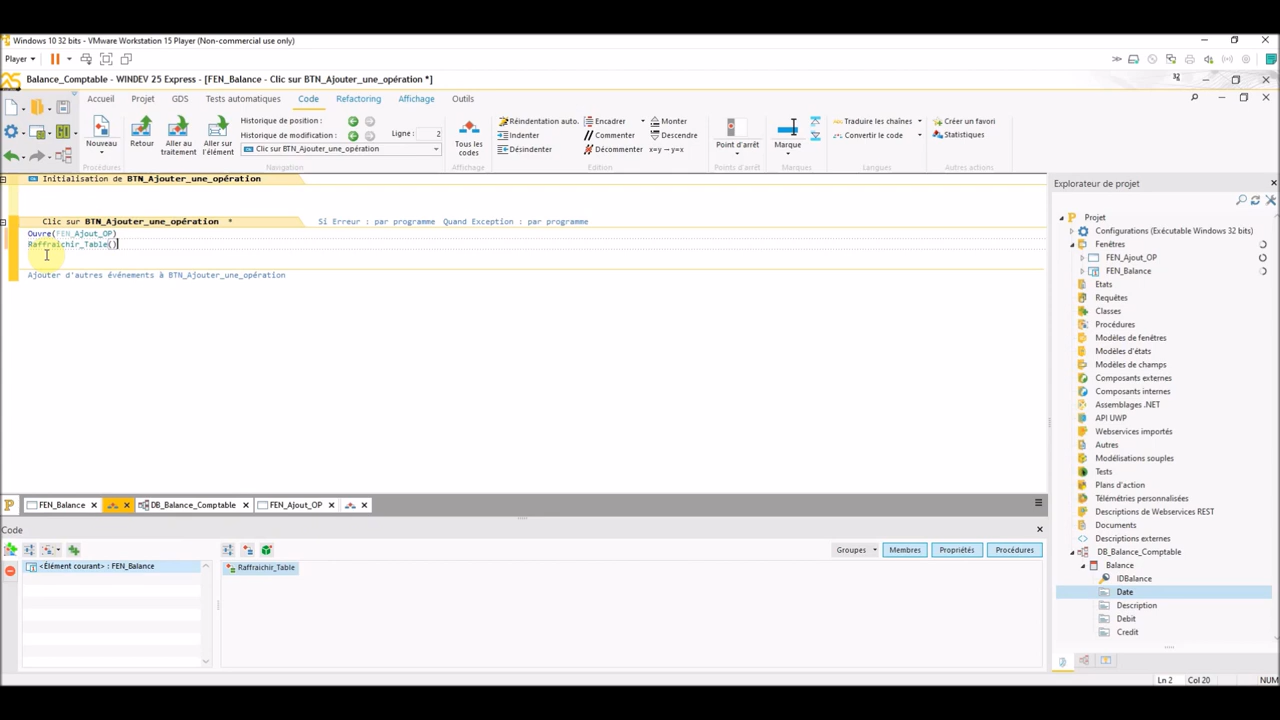 Windows 10 32 bits - VMware Workstation 15 Player (Non-commercial use only)
Player
Balance_Comptable - WINDEV 25 Express - [FEN_Balance - Clic sur BTN_Ajouter_une_opération *]
Accueil Projet GDS Tests automatiques Code Refactoring Affichage Outils
Nouveau
Procédures
Retour
Aller au traitement
Aller sur l'élément
Historique de position :
Historique de modification :
Ligne : 2
Clic sur BTN_Ajouter_une_opération
Navigation
Tous les codes
Affichage
Réindentation auto.
Indenter
Désindenter
Encadrer
Commenter
Décommenter
Monter
Descendre
x=y→y=x
Edition
Point d'arrêt
Points d'arrêt
Marque
Marques
Traduire les chaînes
Convertir le code
Langues
Créer un favori
Statistiques
Autres actions
Initialisation de BTN_Ajouter_une_opération
Clic sur BTN_Ajouter_une_opération * Si Erreur : par programme Quand Exception : par programme
Ouvre(FEN_Ajout_OP)
Raffraichir_Table()
Ajouter d'autres événements à BTN_Ajouter_une_opération
FEN_Balance DB_Balance_Comptable FEN_Ajout_OP
Code
Groupes Membres Propriétés Procédures
<Élément courant> : FEN_Balance
Raffraichir_Table
Explorateur de projet
Projet
Configurations (Exécutable Windows 32 bits)
Fenêtres
FEN_Ajout_OP
FEN_Balance
Etats
Requêtes
Classes
Procédures
Modèles de fenêtres
Modèles d'états
Modèles de champs
Composants externes
Composants internes
Assemblages .NET
API UWP
Webservices importés
Autres
Modélisations souples
Tests
Plans d'action
Télémétries personnalisées
Descriptions de Webservices REST
Documents
Descriptions externes
DB_Balance_Comptable
Balance
IDBalance
Date
Description
Debit
Credit
Ln 2 Col 20 NUM